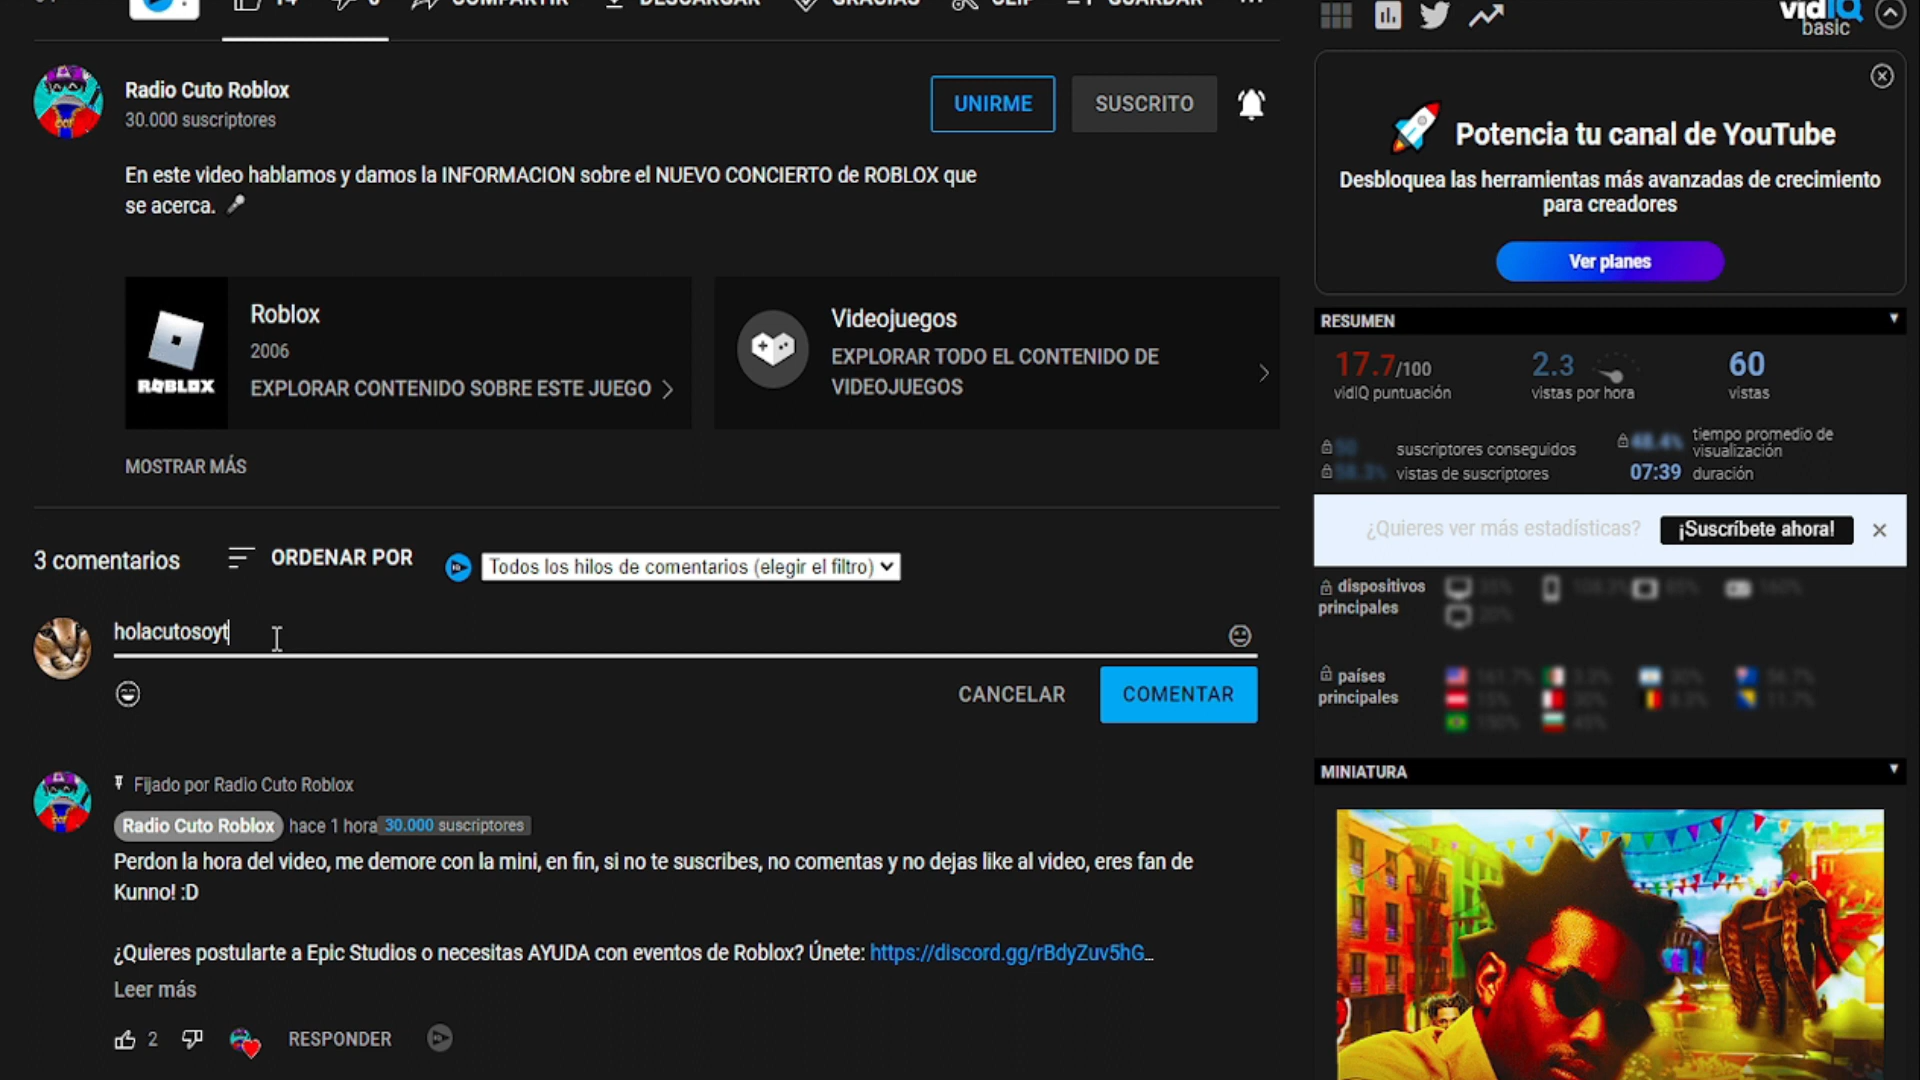 COMPARTIR DESCARGAR GRACIAS CLIP GUARDAR
vidIQ
basic
Radio Cuto Roblox
30.000 suscriptores
UNIRME
SUSCRITO
En este video hablamos y damos la INFORMACION sobre el NUEVO CONCIERTO de ROBLOX que
se acerca.
Roblox
2006
EXPLORAR CONTENIDO SOBRE ESTE JUEGO
ROBLOX
Videojuegos
EXPLORAR TODO EL CONTENIDO DE
VIDEOJUEGOS
MOSTRAR MÁS
3 comentarios
ORDENAR POR
Todos los hilos de comentarios (elegir el filtro)
holacutosoyt
CANCELAR
COMENTAR
Fijado por Radio Cuto Roblox
Radio Cuto Roblox hace 1 hora 30.000 suscriptores
Perdon la hora del video, me demore con la mini, en fin, si no te suscribes, no comentas y no dejas like al video, eres fan de
Kunno! :D
¿Quieres postularte a Epic Studios o necesitas AYUDA con eventos de Roblox? Únete: https://discord.gg/rBdyZuv5hG...
Leer más
2
RESPONDER
Potencia tu canal de YouTube
Desbloquea las herramientas más avanzadas de crecimiento
para creadores
Ver planes
RESUMEN
17.7/100
vidIQ puntuación
2.3
vistas por hora
60
vistas
suscriptores conseguidos
vistas de suscriptores
tiempo promedio de
visualización
07:39 duración
¿Quieres ver más estadísticas?
¡Suscríbete ahora!
dispositivos
principales
países
principales
MINIATURA